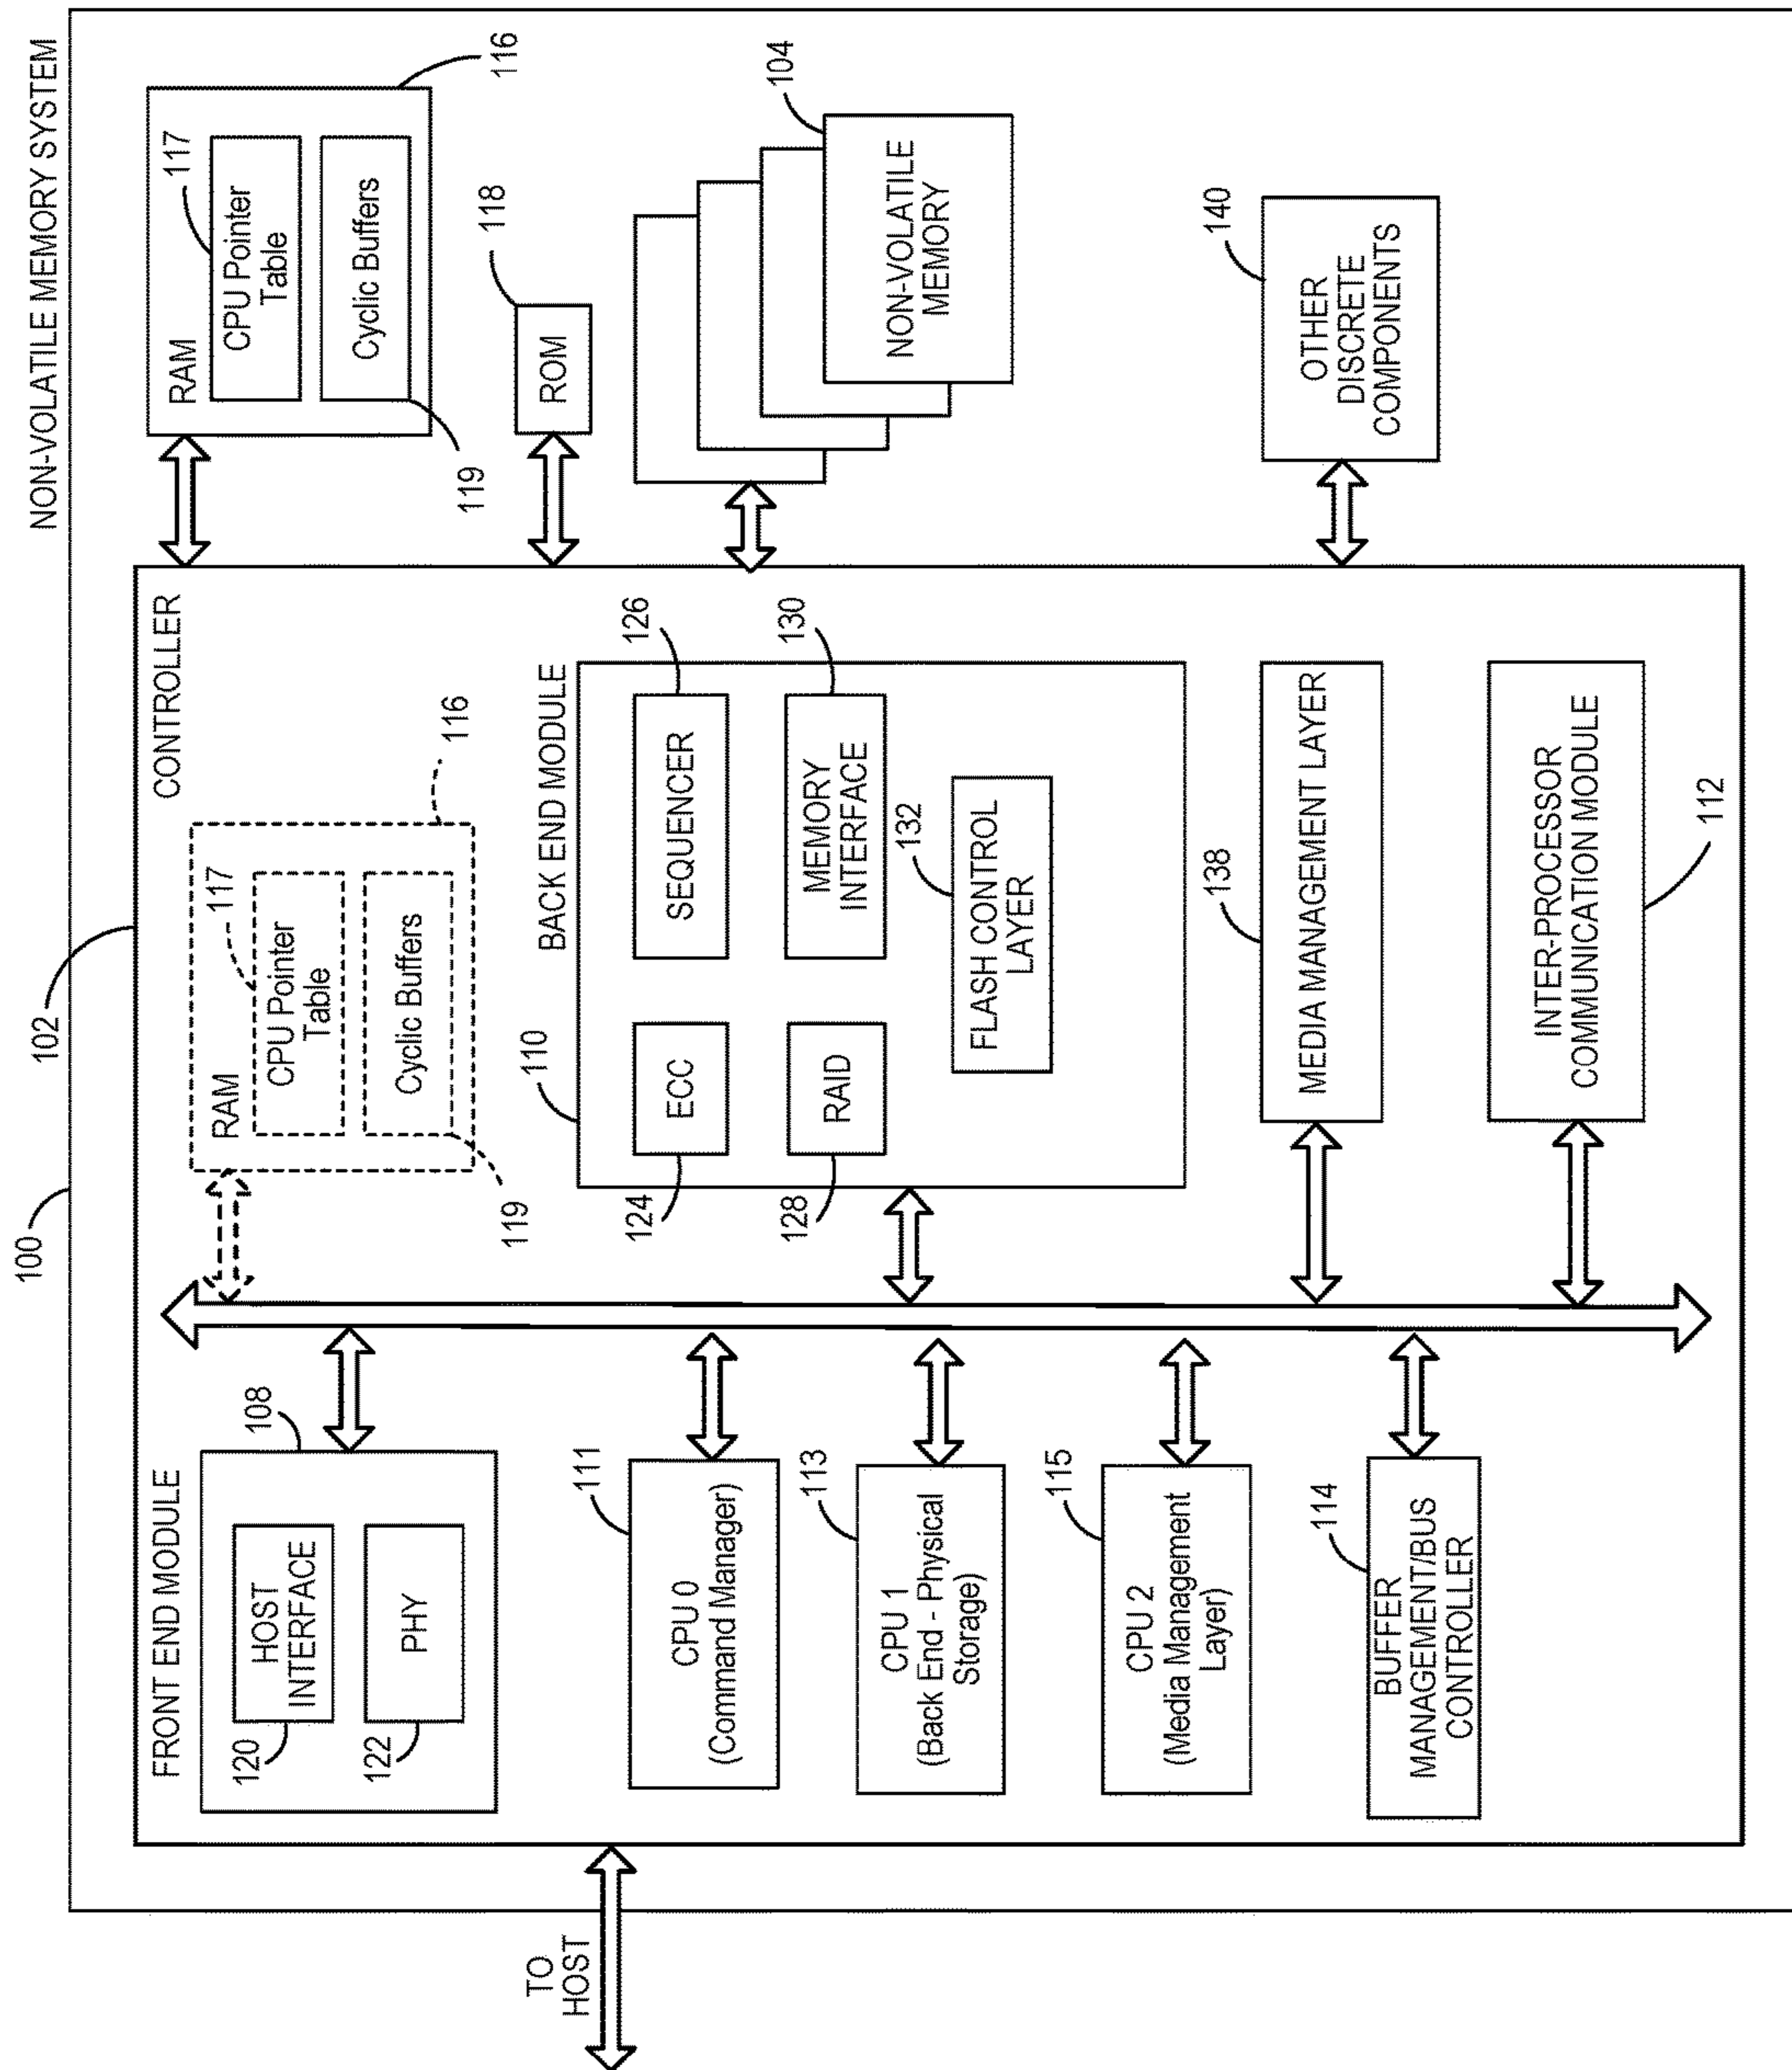 NON-VOLATILE MEMORY SYSTEM
100
102
CONTROLLER
TO
HOST
FRONT END MODULE
108
HOST
INTERFACE
120
PHY
122
111
CPU 0
(Command Manager)
113
CPU 1
(Back End - Physical
Storage)
115
CPU 2
(Media Management
Layer)
114
BUFFER
MANAGEMENT/BUS
CONTROLLER
RAM
116
117
CPU Pointer
Table
Cyclic Buffers
119
110
BACK END MODULE
ECC
124
SEQUENCER
126
RAID
128
MEMORY
INTERFACE
130
132
FLASH CONTROL
LAYER
138
MEDIA MANAGEMENT LAYER
INTER-PROCESSOR
COMMUNICATION MODULE
112
RAM
116
117
CPU Pointer
Table
Cyclic Buffers
119
118
ROM
104
NON-VOLATILE
MEMORY
140
OTHER
DISCRETE
COMPONENTS